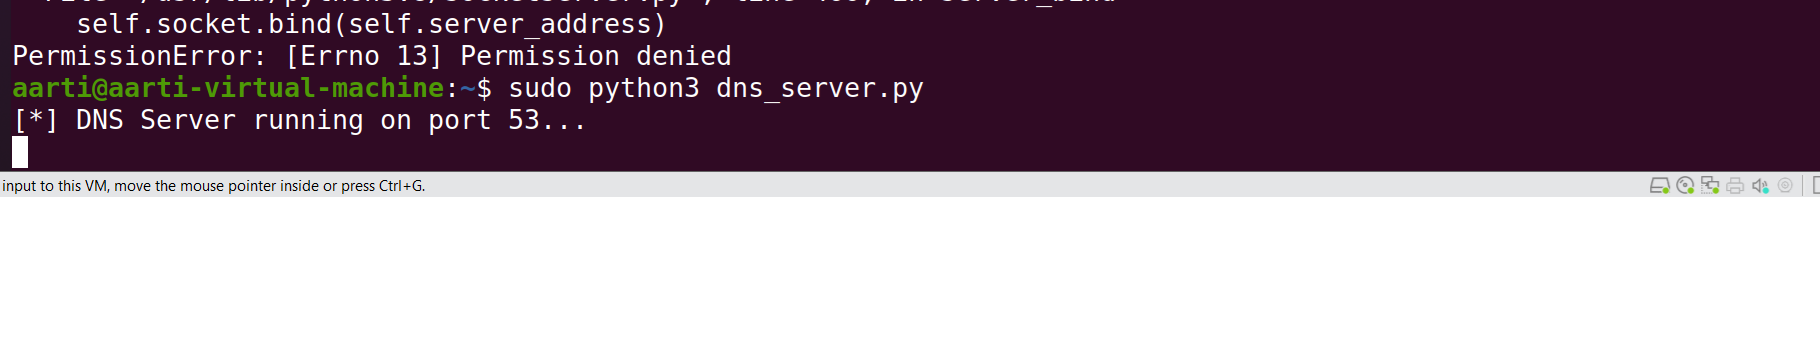 self.socket.bind(self.server_address)
PermissionError: [Errno 13] Permission denied
aarti@aarti-virtual-machine:~$ sudo python3 dns_server.py
[*] DNS Server running on port 53...
input to this VM, move the mouse pointer inside or press Ctrl+G.